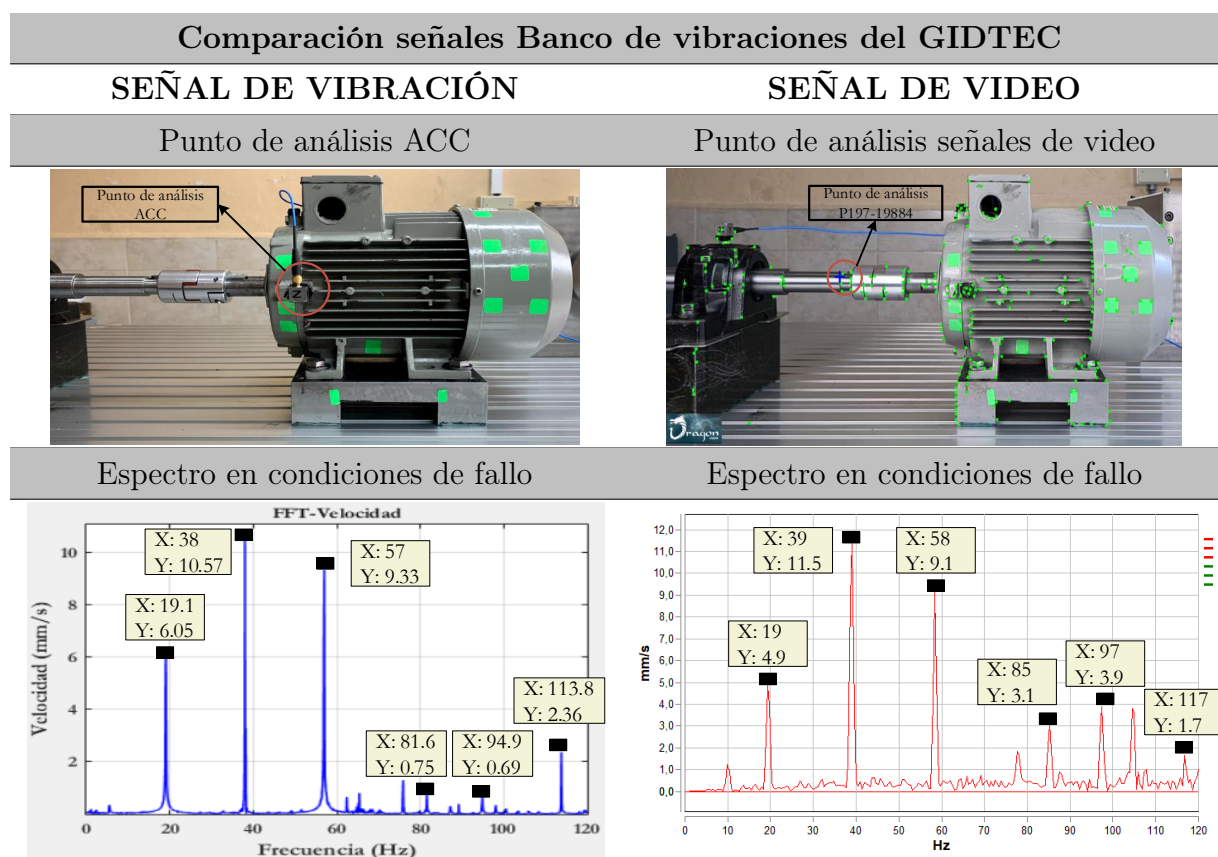 Comparación señales Banco de vibraciones del GIDTEC
SEÑAL DE VIBRACIÓN
SEÑAL DE VIDEO
Punto de análisis ACC
Punto de análisis señales de video
Punto de análisis
ACC
Z
Punto de análisis
P197-19884
Dragon
Espectro en condiciones de fallo
Espectro en condiciones de fallo
FFT-Velocidad
Velocidad (mm/s)
10
8
6
4
2
X: 38
Y: 10.57
X: 57
Y: 9.33
X: 19.1
Y: 6.05
X: 113.8
Y: 2.36
X: 81.6
Y: 0.75
X: 94.9
Y: 0.69
0 20 40 60 80 100 120
Frecuencia (Hz)
mm/s
12,0
11,0
10,0
9,0
8,0
7,0
6,0
5,0
4,0
3,0
2,0
1,0
0,0
X: 39
Y: 11.5
X: 58
Y: 9.1
X: 19
Y: 4.9
X: 85
Y: 3.1
X: 97
Y: 3.9
X: 117
Y: 1.7
0 10 20 30 40 50 60 70 80 90 100 110 120
Hz